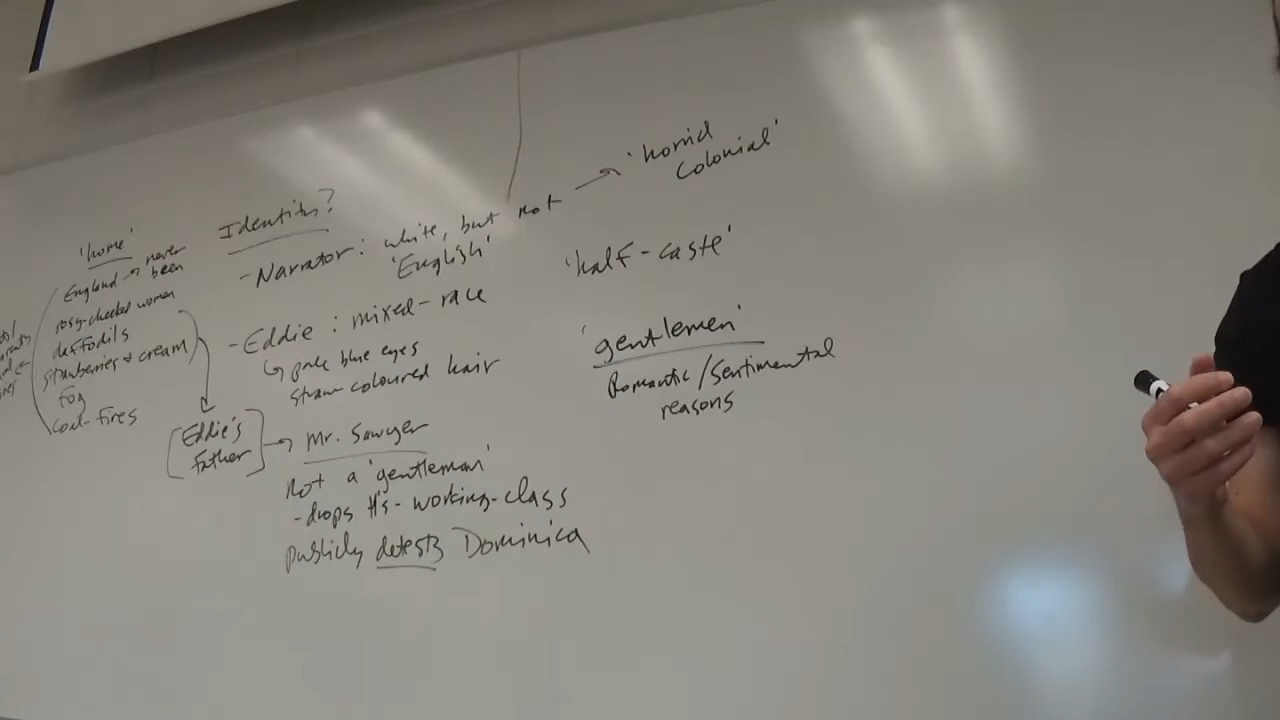 'home'
England → never
been
rosy-cheeked women
daffodils
strawberries + cream
fog
coal fires
Identity?
- Narrator: white, but not → 'horrid
'English'
colonial'
- Eddie: mixed-race
'half-caste'
↳ pale blue eyes
straw coloured hair
[Eddie's
Father] → Mr. Sawyer
not a 'gentleman'
- drops H's - working-class
publicly detests Dominica
'gentlemen'
Romantic/Sentimental
reasons